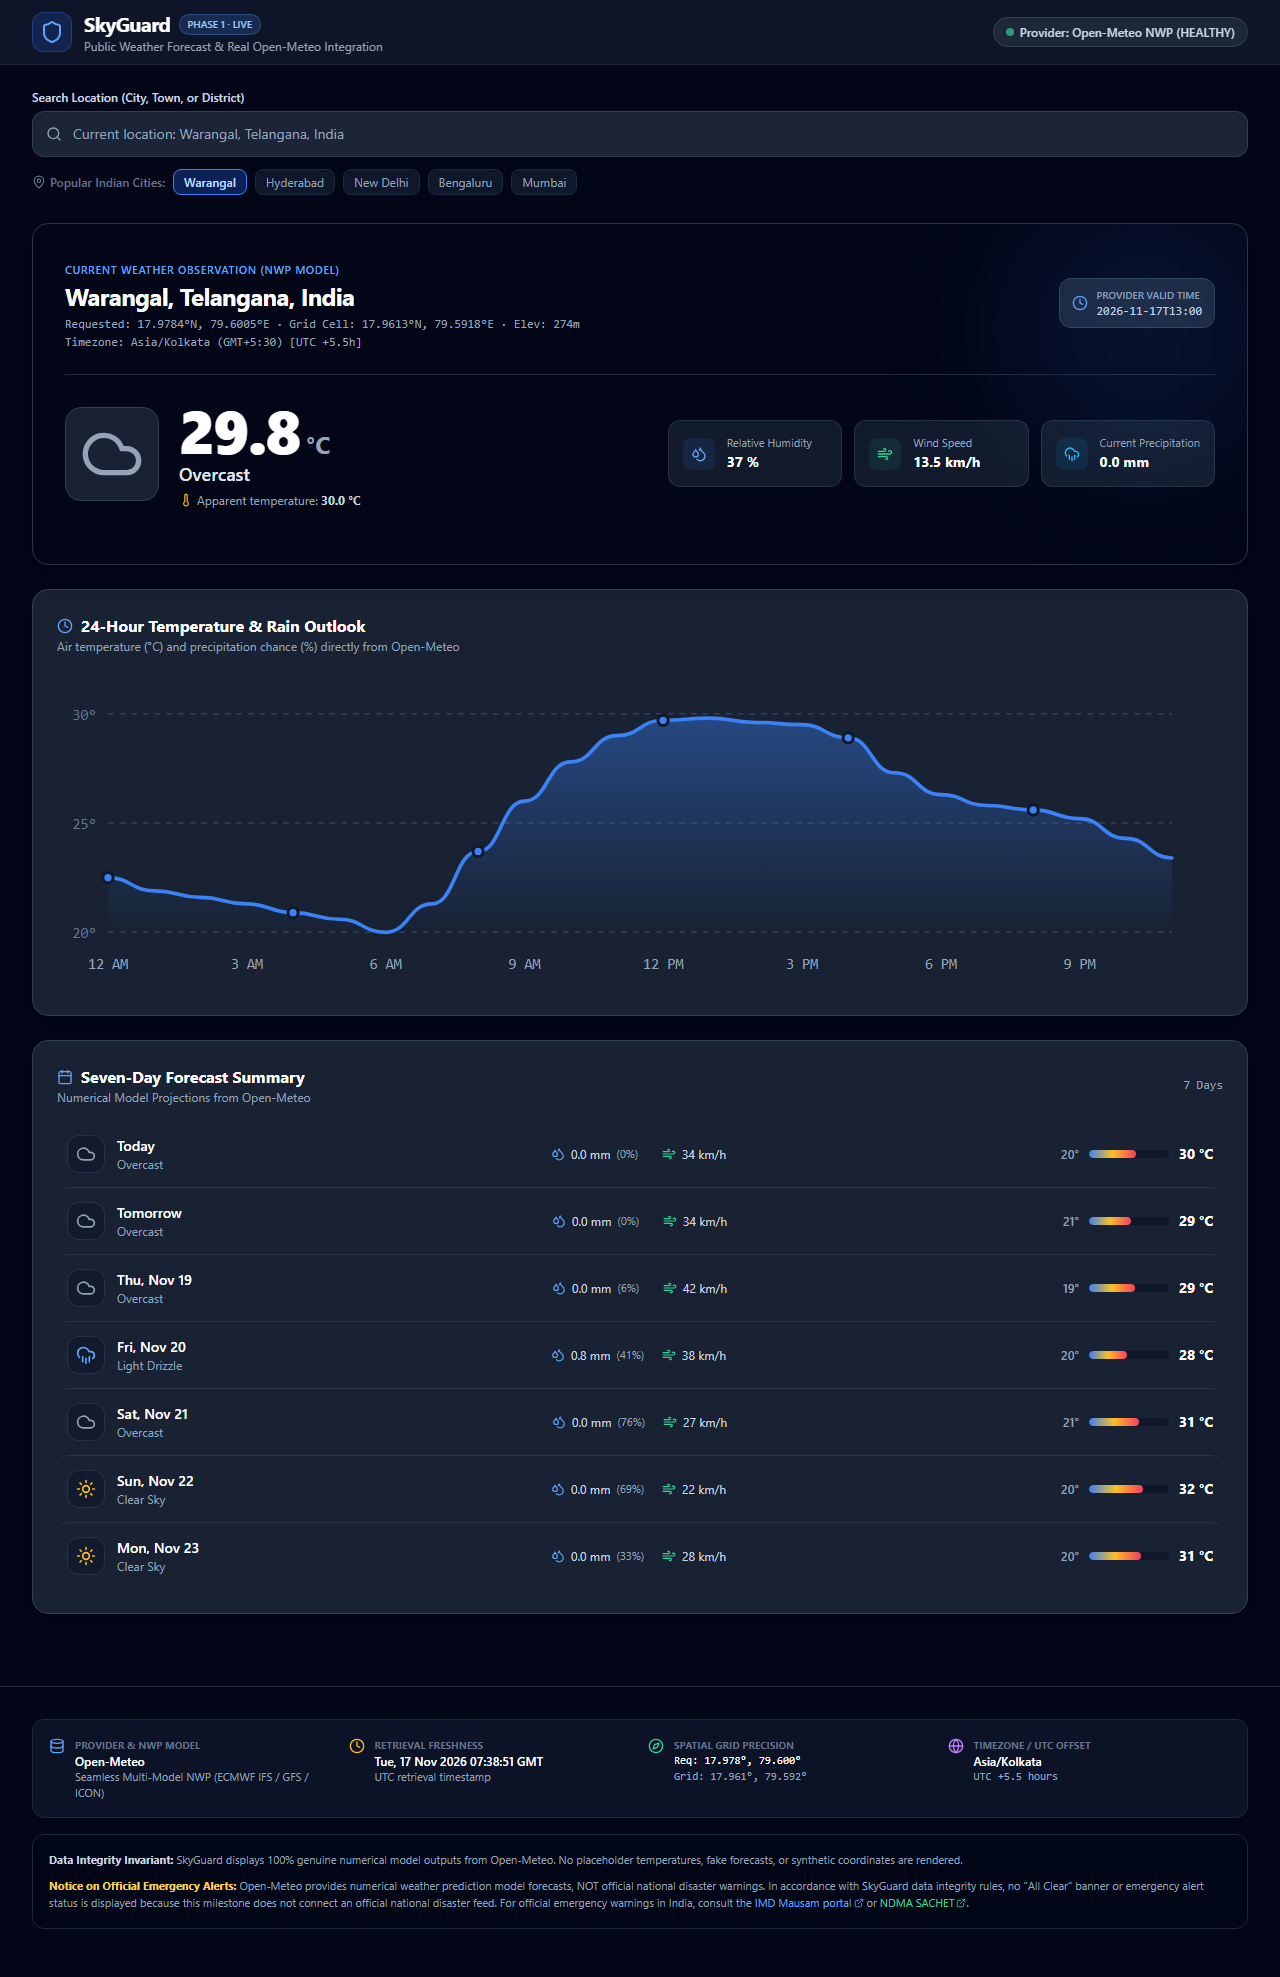 SkyGuard PHASE 1 · LIVE
Public Weather Forecast & Real Open-Meteo Integration
Provider: Open-Meteo NWP (HEALTHY)
Search Location (City, Town, or District)
Current location: Warangal, Telangana, India
Popular Indian Cities: Warangal Hyderabad New Delhi Bengaluru Mumbai
CURRENT WEATHER OBSERVATION (NWP MODEL)
Warangal, Telangana, India
Requested: 17.9784°N, 79.6005°E · Grid Cell: 17.9613°N, 79.5918°E · Elev: 274m
Timezone: Asia/Kolkata (GMT+5:30) [UTC +5.5h]
PROVIDER VALID TIME
2026-11-17T13:00
29.8 °C
Overcast
Apparent temperature: 30.0 °C
Relative Humidity
37 %
Wind Speed
13.5 km/h
Current Precipitation
0.0 mm
24-Hour Temperature & Rain Outlook
Air temperature (°C) and precipitation chance (%) directly from Open-Meteo
30°
25°
20°
12 AM 3 AM 6 AM 9 AM 12 PM 3 PM 6 PM 9 PM
Seven-Day Forecast Summary
Numerical Model Projections from Open-Meteo
7 Days
Today
Overcast
0.0 mm (0%) 34 km/h
20° 30 °C
Tomorrow
Overcast
0.0 mm (0%) 34 km/h
21° 29 °C
Thu, Nov 19
Overcast
0.0 mm (6%) 42 km/h
19° 29 °C
Fri, Nov 20
Light Drizzle
0.8 mm (41%) 38 km/h
20° 28 °C
Sat, Nov 21
Overcast
0.0 mm (76%) 27 km/h
21° 31 °C
Sun, Nov 22
Clear Sky
0.0 mm (69%) 22 km/h
20° 32 °C
Mon, Nov 23
Clear Sky
0.0 mm (33%) 28 km/h
20° 31 °C
PROVIDER & NWP MODEL
Open-Meteo
Seamless Multi-Model NWP (ECMWF IFS / GFS /
ICON)
RETRIEVAL FRESHNESS
Tue, 17 Nov 2026 07:38:51 GMT
UTC retrieval timestamp
SPATIAL GRID PRECISION
Req: 17.978°, 79.600°
Grid: 17.961°, 79.592°
TIMEZONE / UTC OFFSET
Asia/Kolkata
UTC +5.5 hours
Data Integrity Invariant: SkyGuard displays 100% genuine numerical model outputs from Open-Meteo. No placeholder temperatures, fake forecasts, or synthetic coordinates are rendered.
Notice on Official Emergency Alerts: Open-Meteo provides numerical weather prediction model forecasts, NOT official national disaster warnings. In accordance with SkyGuard data integrity rules, no "All Clear" banner or emergency alert
status is displayed because this milestone does not connect an official national disaster feed. For official emergency warnings in India, consult the IMD Mausam portal or NDMA SACHET.